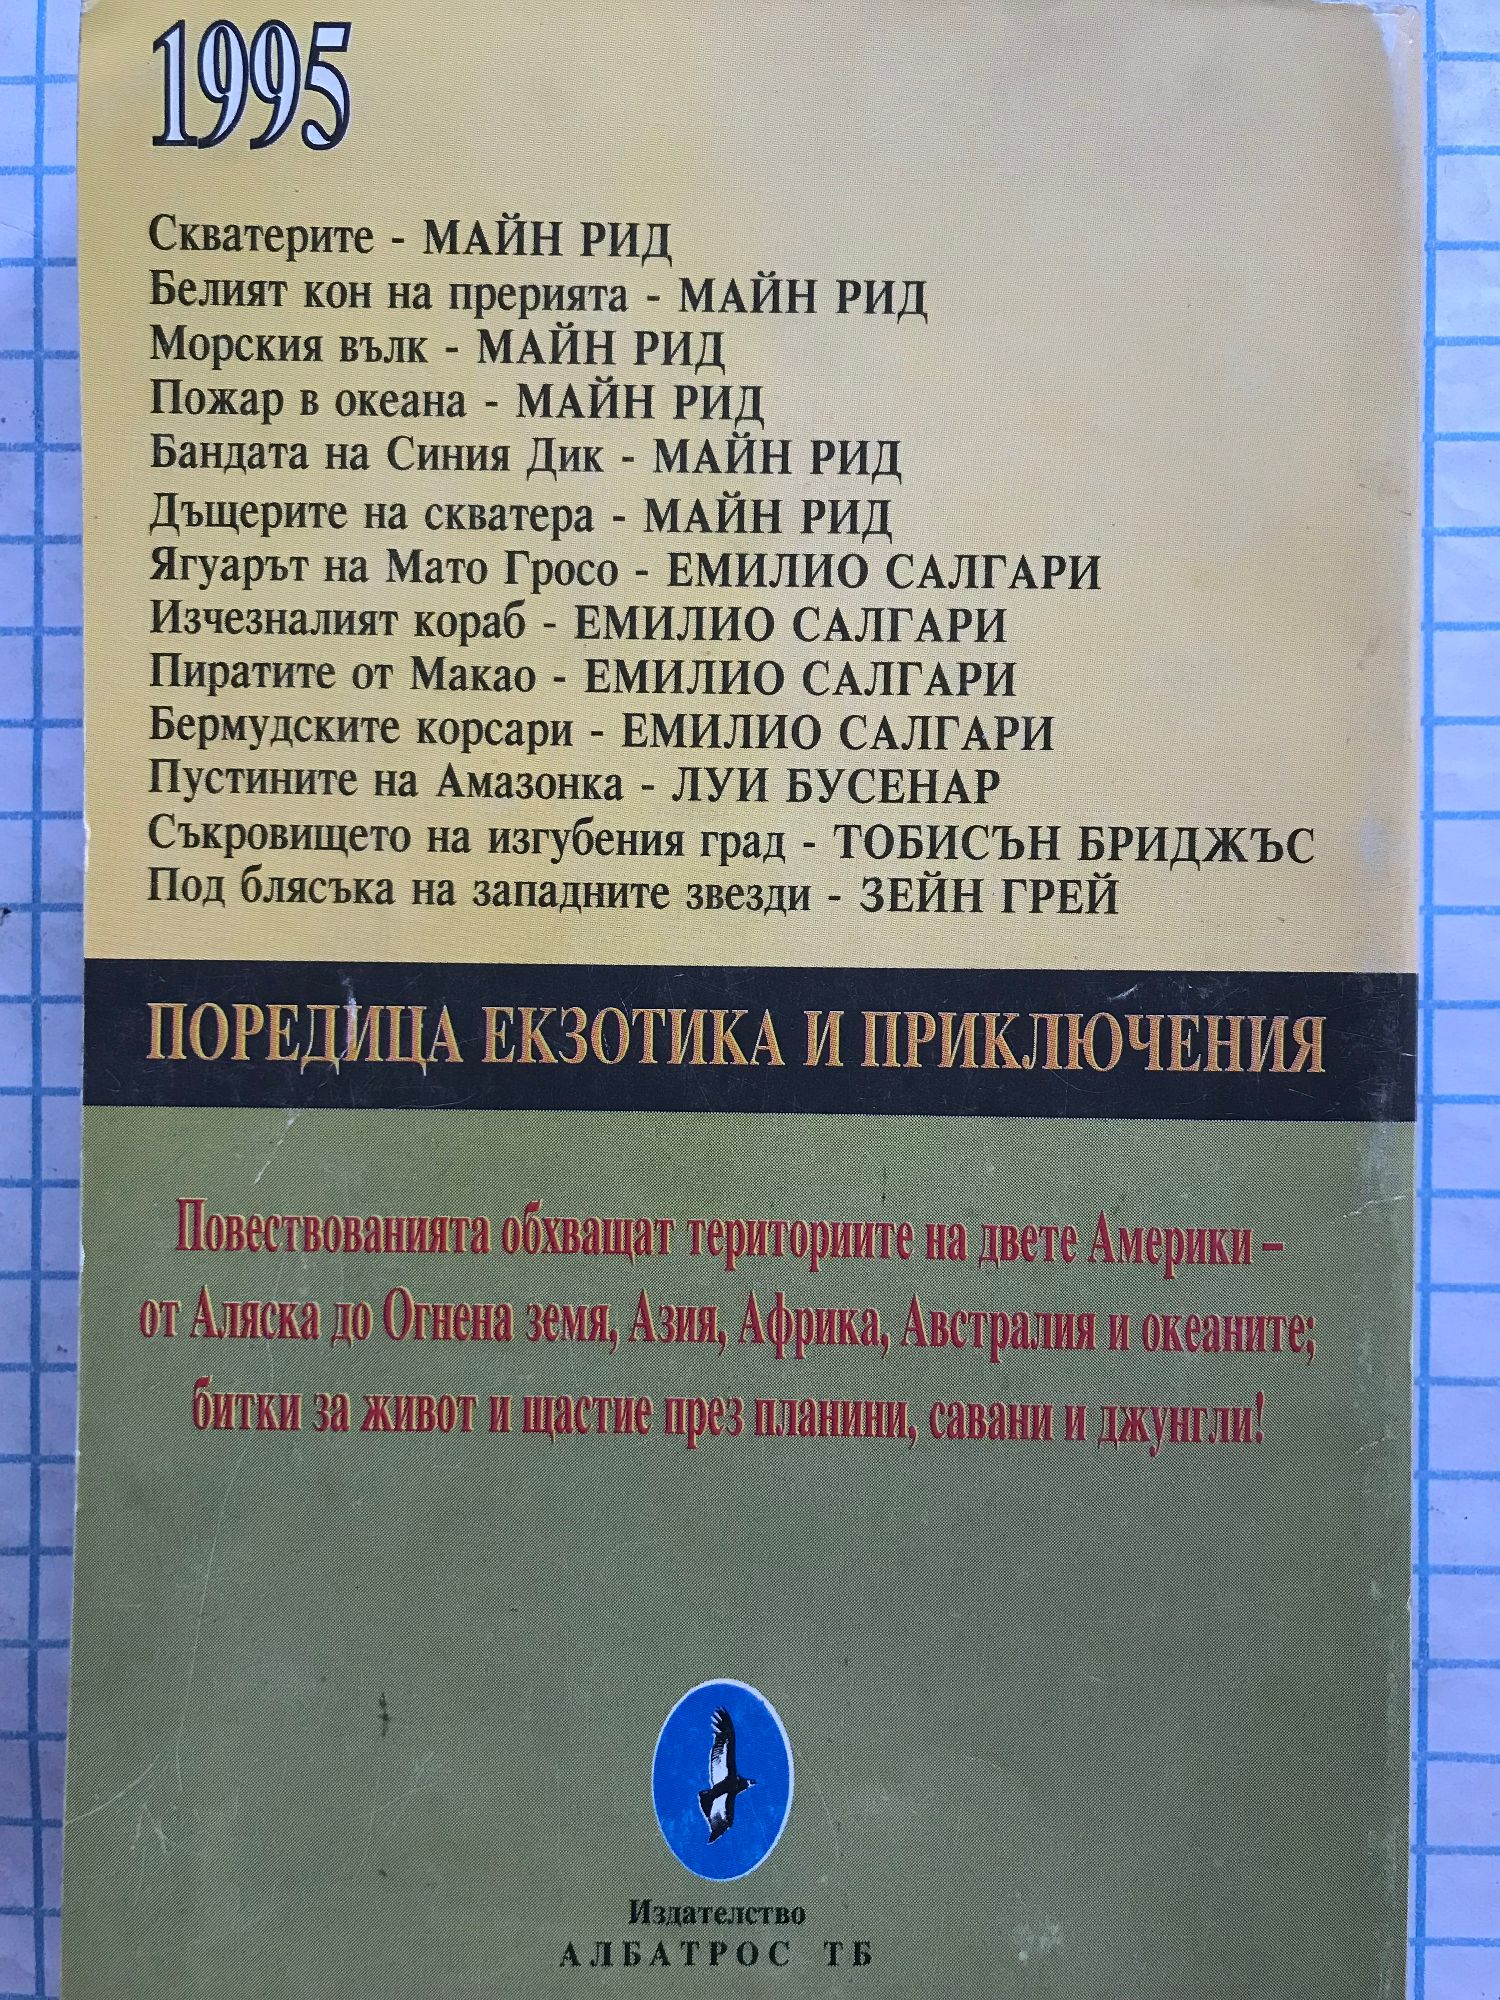 1995
Скватерите - МАЙН РИД
Белият кон на прерията - МАЙН РИД
Морския вълк - МАЙН РИД
Пожар в океана - МАЙН РИД
Бандата на Синия Дик - МАЙН РИД
Дъщерите на скватера - МАЙН РИД
Ягуарът на Мато Гросо - ЕМИЛИО САЛГАРИ
Изчезналият кораб - ЕМИЛИО САЛГАРИ
Пиратите от Макао - ЕМИЛИО САЛГАРИ
Бермудските корсари - ЕМИЛИО САЛГАРИ
Пустините на Амазонка - ЛУИ БУСЕНАР
Съкровището на изгубения град - ТОБИСЪН БРИДЖЪС
Под блясъка на западните звезди - ЗЕЙН ГРЕЙ
ПОРЕДИЦА ЕКЗОТИКА И ПРИКЛЮЧЕНИЯ
Повествованията обхващат териториите на двете Америки –
от Аляска до Огнена земя, Азия, Африка, Австралия и океаните;
битки за живот и щастие през планини, савани и джунгли!
Издателство
АЛБАТРОС ТБ